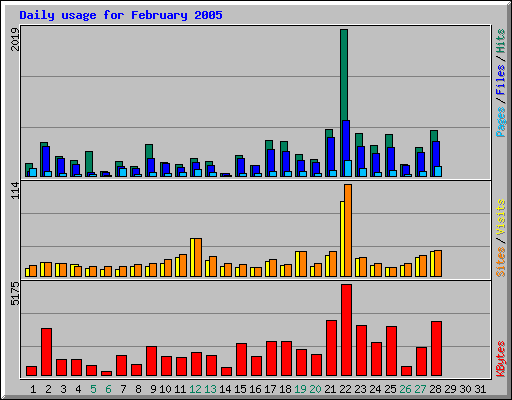 Daily usage for February 2005
2019
Pages / Files / Hits
114
Sites / Visits
5175
KBytes
1 2 3 4 5 6 7 8 9 10 11 12 13 14 15 16 17 18 19 20 21 22 23 24 25 26 27 28 29 30 31